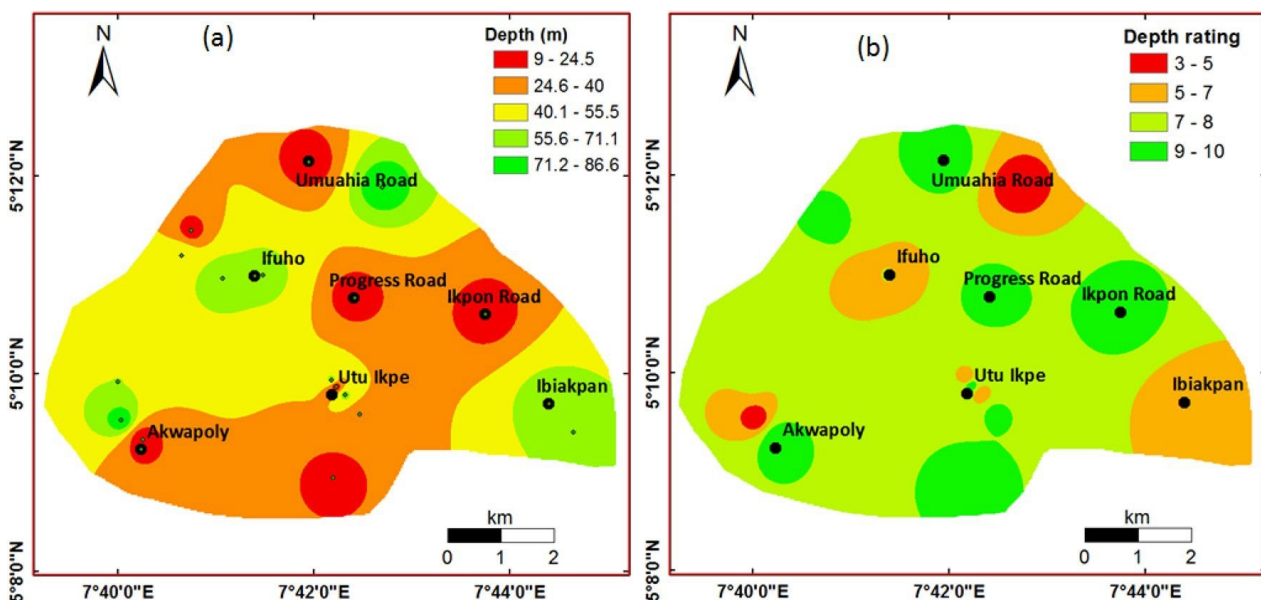 (a)
N
Depth (m)
9 - 24.5
24.6 - 40
40.1 - 55.5
55.6 - 71.1
71.2 - 86.6
Umuahia Road
Ifuho
Progress Road
Ikpon Road
Utu Ikpe
Ibiakpan
Akwapoly
km
0 1 2
5°12'0"N
5°10'0"N
5°8'0"N
7°40'0"E
7°42'0"E
7°44'0"E
(b)
N
Depth rating
3 - 5
5 - 7
7 - 8
9 - 10
Umuahia Road
Ifuho
Progress Road
Ikpon Road
Utu Ikpe
Ibiakpan
Akwapoly
km
0 1 2
5°12'0"N
5°10'0"N
5°8'0"N
7°40'0"E
7°42'0"E
7°44'0"E